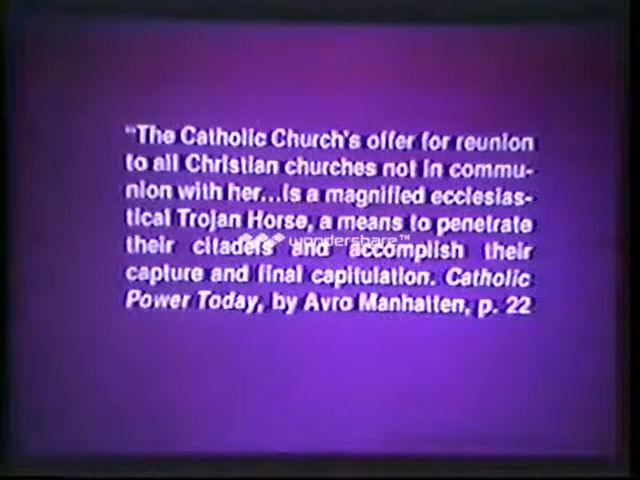 "The Catholic Church's offer for reunion
to all Christian churches not in commu-
nion with her...is a magnified ecclesias-
tical Trojan Horse, a means to penetrate
their citadels and accomplish their
wondershare™
capture and final capitulation. Catholic
Power Today, by Avro Manhatten, p. 22